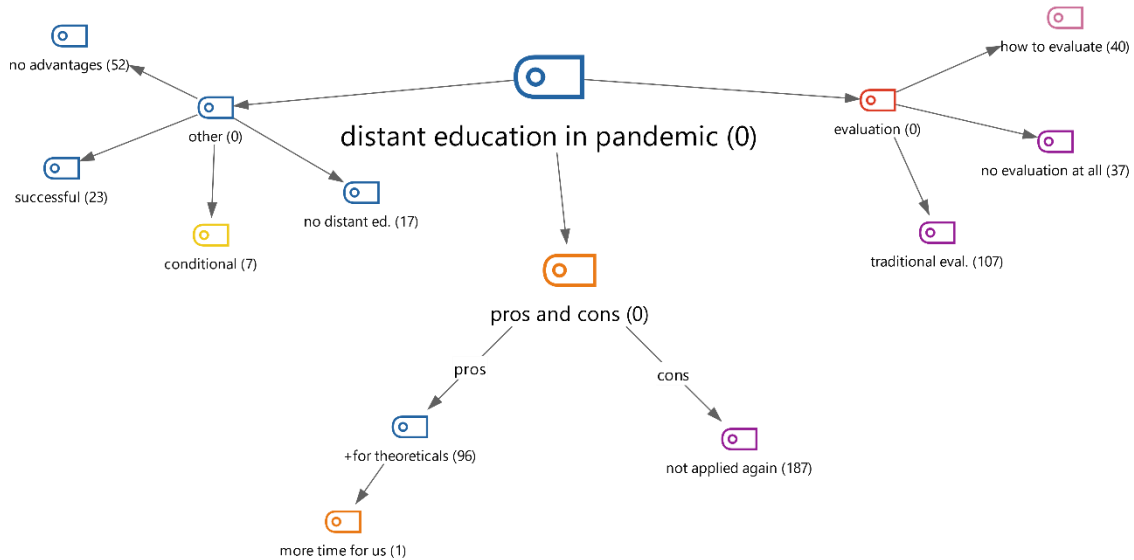 how to evaluate (40)
no advantages (52)
other (0)
distant education in pandemic (0)
evaluation (0)
no evaluation at all (37)
successful (23)
no distant ed. (17)
conditional (7)
traditional eval. (107)
pros and cons (0)
pros
cons
+for theoreticals (96)
not applied again (187)
more time for us (1)